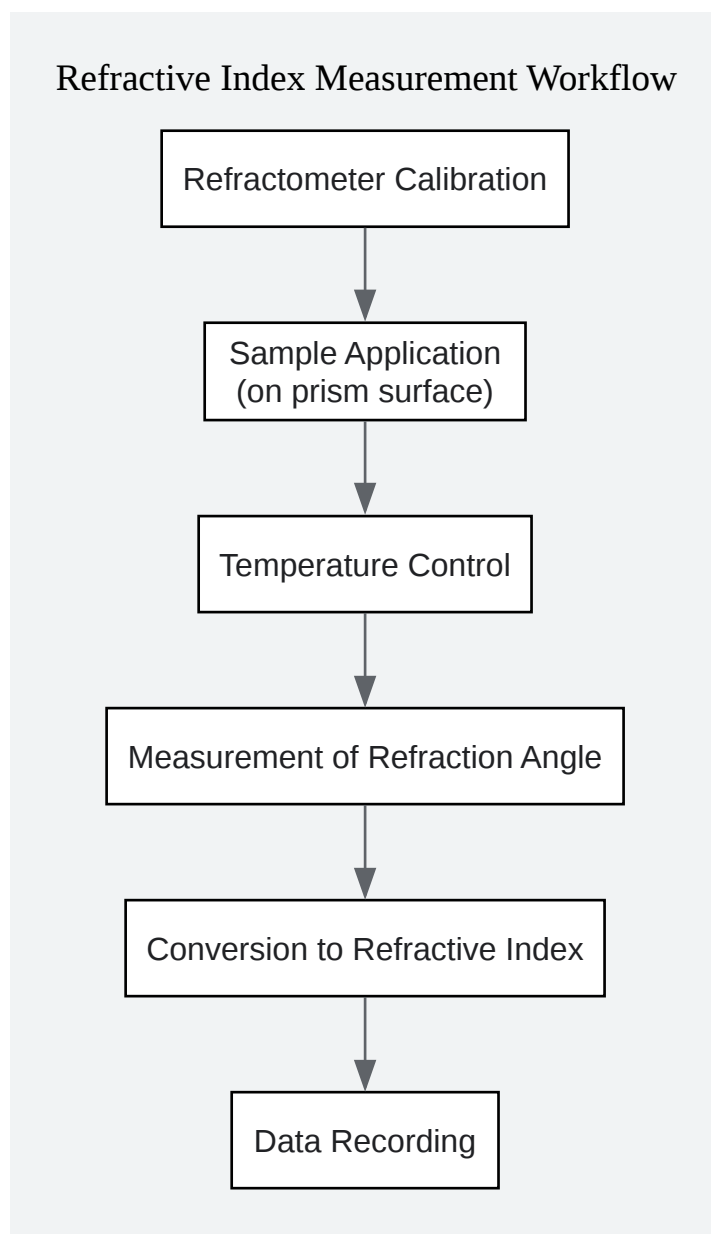 Refractive Index Measurement Workflow
Refractometer Calibration
Sample Application
(on prism surface)
Temperature Control
Measurement of Refraction Angle
Conversion to Refractive Index
Data Recording